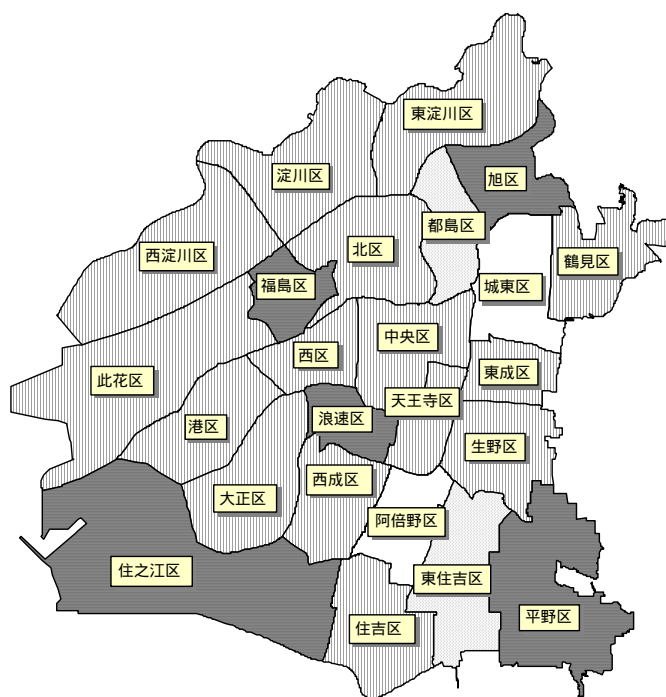 東淀川区
淀川区
旭区
都島区
北区
西淀川区
鶴見区
福島区
城東区
中央区
西区
東成区
此花区
天王寺区
浪速区
港区
生野区
西成区
大正区
阿倍野区
住之江区
東住吉区
平野区
住吉区